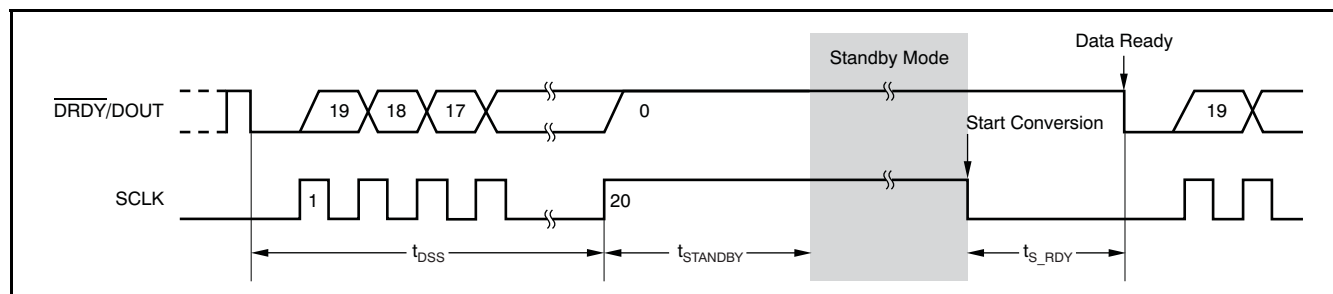 Data Ready
Standby Mode
DRDY/DOUT
19
18
17
0
19
Start Conversion
SCLK
1
20
tDSS
tSTANDBY
tS_RDY